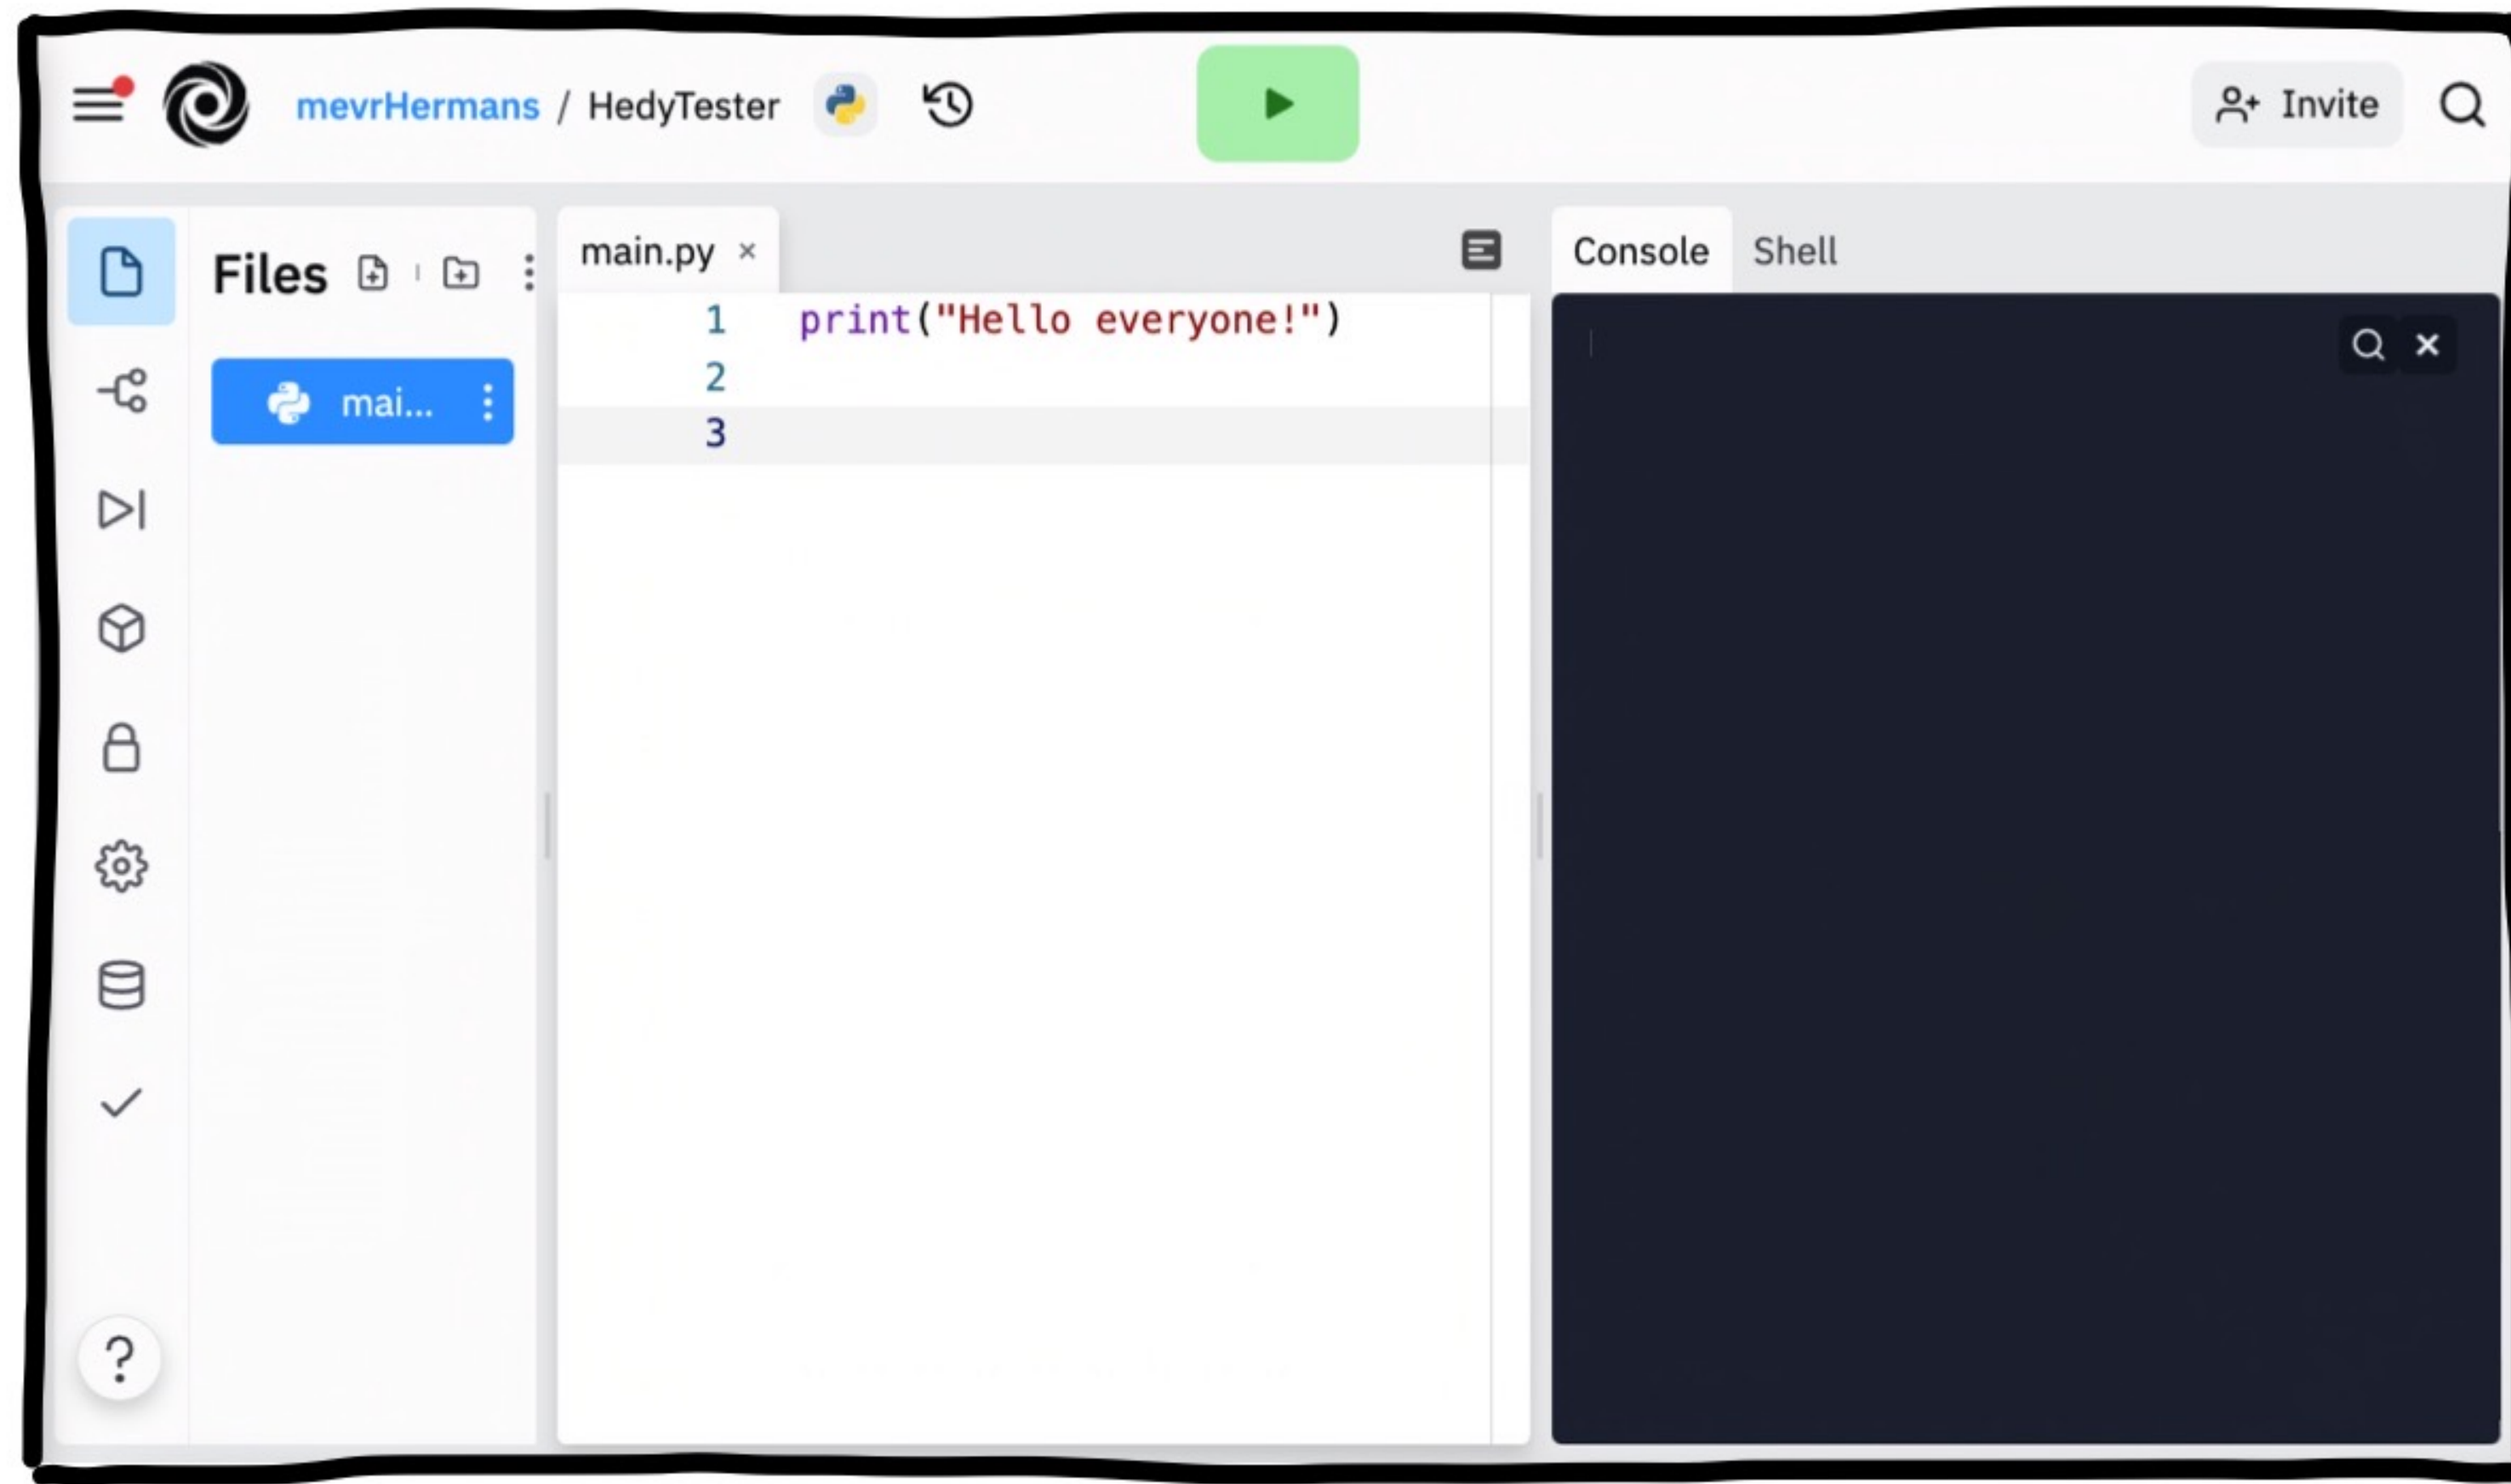 mevrHermans / HedyTester
Invite
Files
mai...
main.py ×
1 print("Hello everyone!")
2
3
Console Shell
?